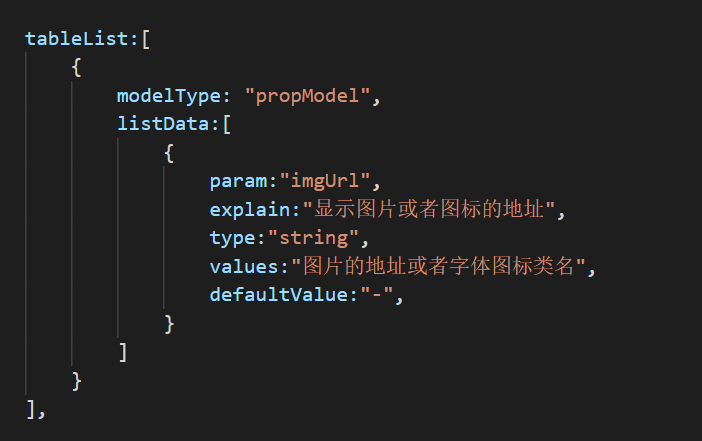 tableList:[
{
modelType: "propModel",
listData:[
{
param:"imgUrl",
explain:"显示图片或者图标的地址",
type:"string",
values:"图片的地址或者字体图标类名",
defaultValue:"-",
}
]
}
],